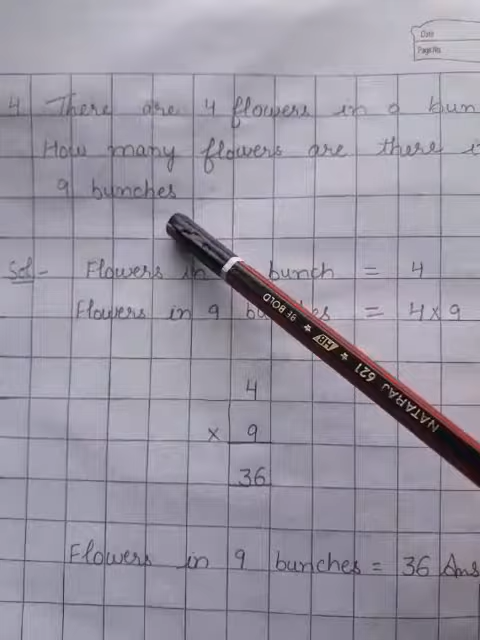 Date
Page No.
4 There are 4 flowers in a bun
How many flowers are there i
9 bunches
Sol- Flowers in bunch = 4
Flowers in 9 bunches = 4×9
4
× 9
36
Flowers in 9 bunches = 36 Ans
NATARAJ 621 HB BE BOLD